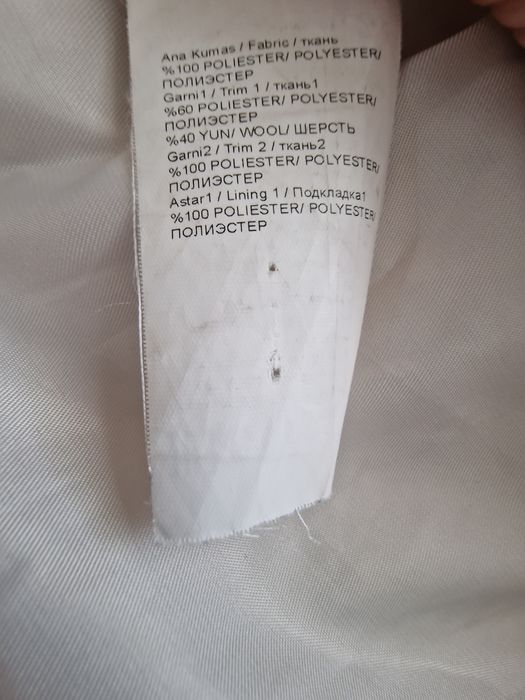 Ana Kumas / Fabric / ткань
%100 POLIESTER/ POLYESTER/
ПОЛИЭСТЕР
Garni1 / Trim 1 / ткань1
%60 POLIESTER/ POLYESTER/
ПОЛИЭСТЕР
%40 YUN/ WOOL/ ШЕРСТЬ
Garni2 / Trim 2 / ткань2
%100 POLIESTER/ POLYESTER/
ПОЛИЭСТЕР
Astar1 / Lining 1 / Подкладка1
%100 POLIESTER/ POLYESTER/
ПОЛИЭСТЕР